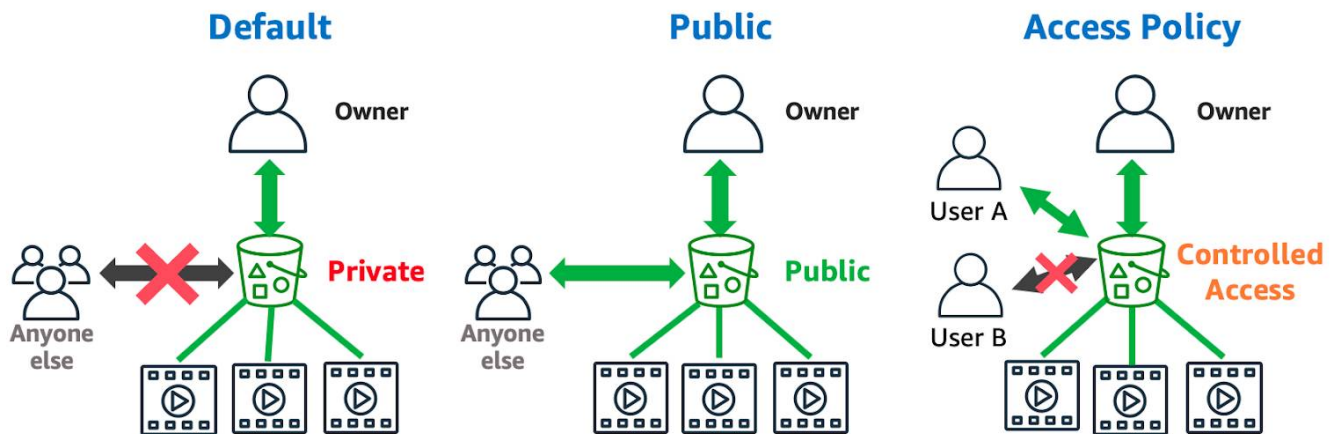 Default
Owner
Private
Anyone
else
Public
Owner
Public
Anyone
else
Access Policy
Owner
User A
Controlled
Access
User B